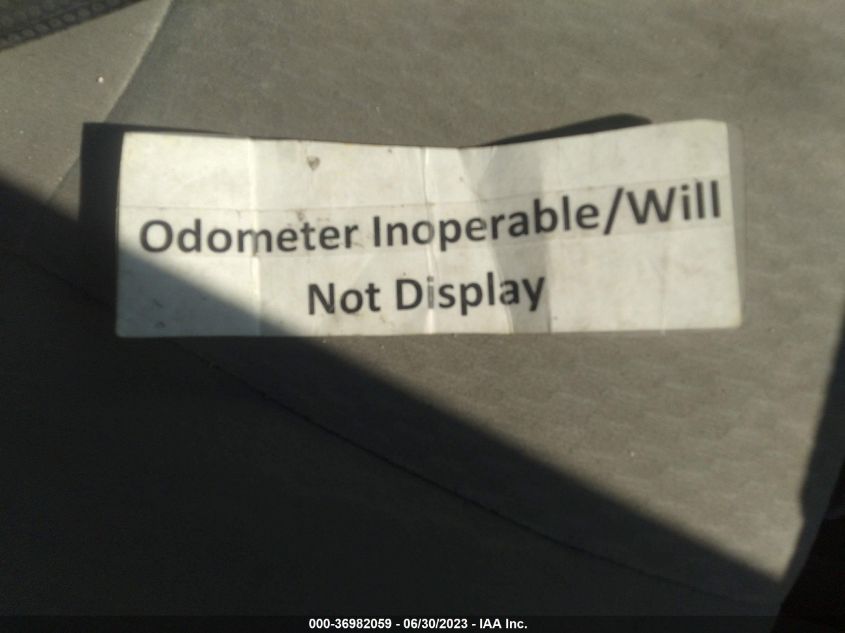 Odometer Inoperable/Will
Not Display
000-36982059 - 06/30/2023 - IAA Inc.